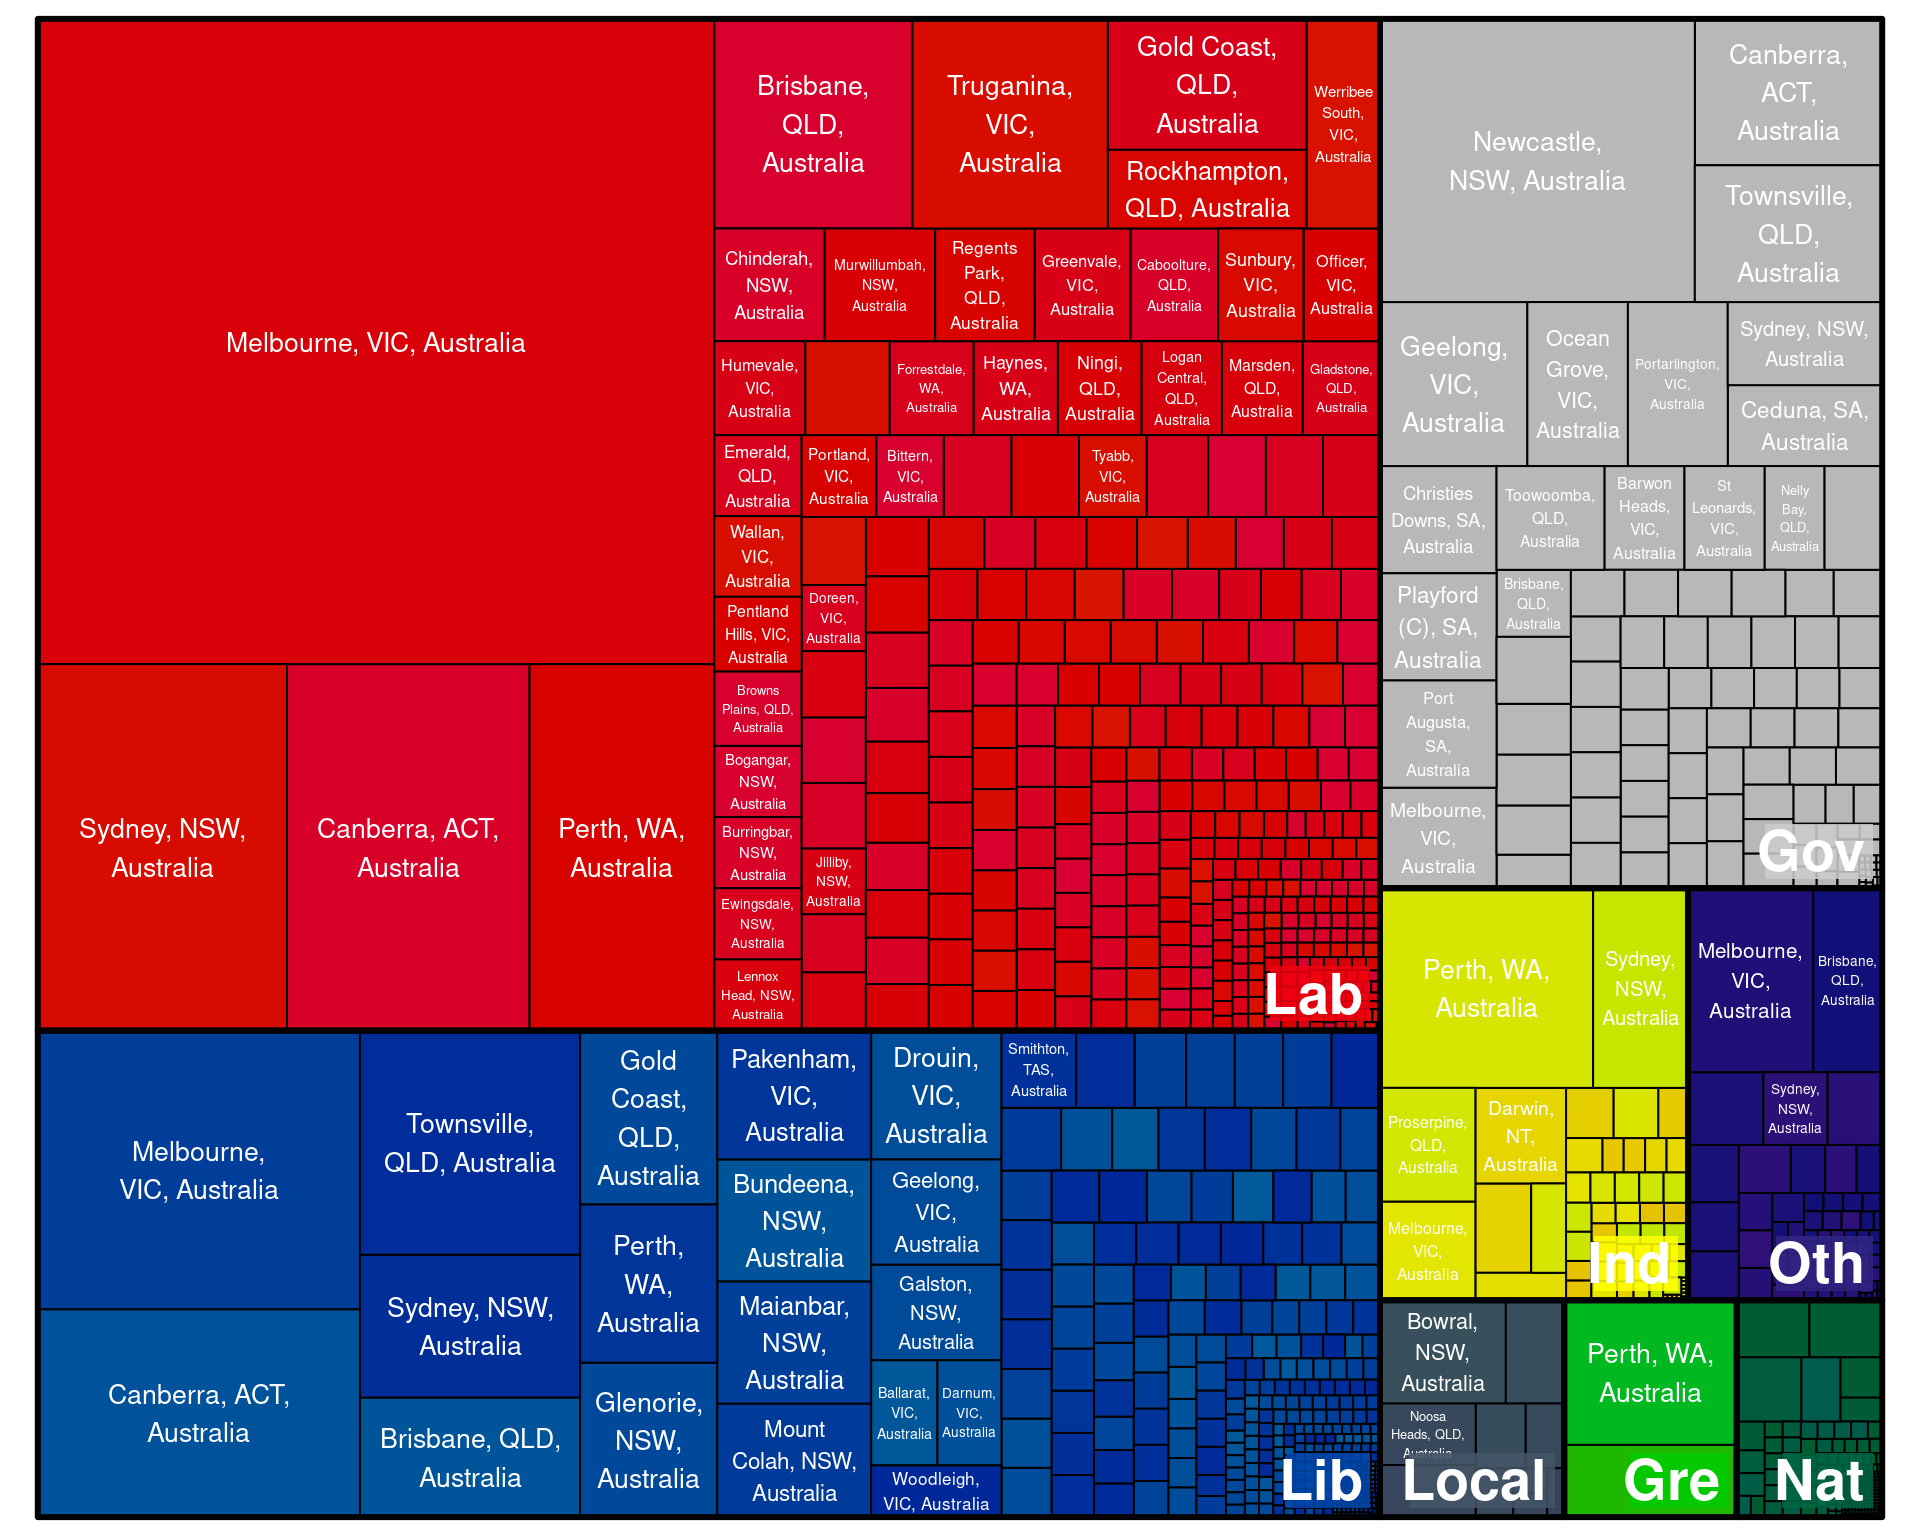 Melbourne, VIC, Australia
Sydney, NSW,
Australia
Canberra, ACT,
Australia
Perth, WA,
Australia
Brisbane,
QLD,
Australia
Truganina,
VIC,
Australia
Gold Coast,
QLD,
Australia
Rockhampton,
QLD, Australia
Werribee
South,
VIC,
Australia
Chinderah,
NSW,
Australia
Murwillumbah,
NSW,
Australia
Regents
Park,
QLD,
Australia
Greenvale,
VIC,
Australia
Caboolture,
QLD,
Australia
Sunbury,
VIC,
Australia
Officer,
VIC,
Australia
Humevale,
VIC,
Australia
Forrestdale,
WA,
Australia
Haynes,
WA,
Australia
Ningi,
QLD,
Australia
Logan
Central,
QLD,
Australia
Marsden,
QLD,
Australia
Gladstone,
QLD,
Australia
Emerald,
QLD,
Australia
Portland,
VIC,
Australia
Bittern,
VIC,
Australia
Tyabb,
VIC,
Australia
Wallan,
VIC,
Australia
Pentland
Hills, VIC,
Australia
Doreen,
VIC,
Australia
Browns
Plains, QLD,
Australia
Bogangar,
NSW,
Australia
Burringbar,
NSW,
Australia
Jilliby,
NSW,
Australia
Ewingsdale,
NSW,
Australia
Lennox
Head, NSW,
Australia
Lab
Newcastle,
NSW, Australia
Canberra,
ACT,
Australia
Townsville,
QLD,
Australia
Geelong,
VIC,
Australia
Ocean
Grove,
VIC,
Australia
Portarlington,
VIC,
Australia
Sydney, NSW,
Australia
Ceduna, SA,
Australia
Christies
Downs, SA,
Australia
Toowoomba,
QLD,
Australia
Barwon
Heads,
VIC,
Australia
St
Leonards,
VIC,
Australia
Nelly
Bay,
QLD,
Australia
Playford
(C), SA,
Australia
Brisbane,
QLD,
Australia
Port
Augusta,
SA,
Australia
Melbourne,
VIC,
Australia
Gov
Melbourne,
VIC, Australia
Canberra, ACT,
Australia
Townsville,
QLD, Australia
Sydney, NSW,
Australia
Brisbane, QLD,
Australia
Gold
Coast,
QLD,
Australia
Perth,
WA,
Australia
Glenorie,
NSW,
Australia
Pakenham,
VIC,
Australia
Bundeena,
NSW,
Australia
Maianbar,
NSW,
Australia
Mount
Colah, NSW,
Australia
Drouin,
VIC,
Australia
Geelong,
VIC,
Australia
Galston,
NSW,
Australia
Ballarat,
VIC,
Australia
Darnum,
VIC,
Australia
Woodleigh,
VIC, Australia
Smithton,
TAS,
Australia
Lib
Perth, WA,
Australia
Sydney,
NSW,
Australia
Proserpine,
QLD,
Australia
Darwin,
NT,
Australia
Melbourne,
VIC,
Australia
Ind
Melbourne,
VIC,
Australia
Brisbane,
QLD,
Australia
Sydney,
NSW,
Australia
Oth
Bowral,
NSW,
Australia
Noosa
Heads, QLD,
Australia
Local
Perth, WA,
Australia
Gre
Nat